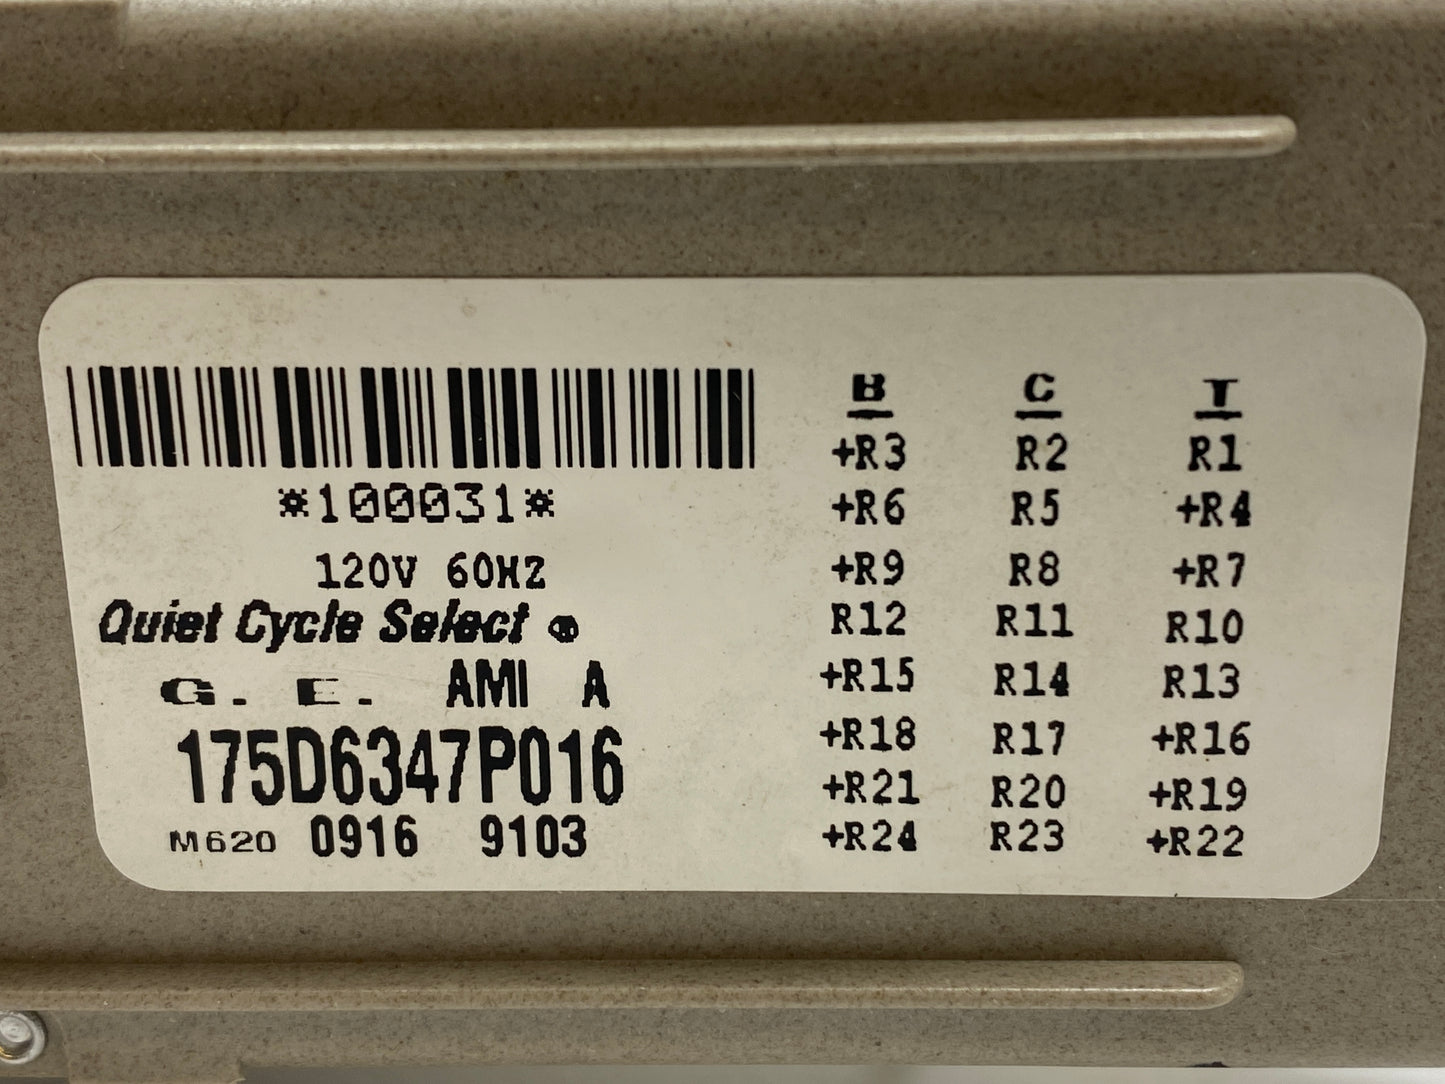 *100031*
120V 60HZ
Quiet Cycle Select
G. E. AMI A
175D6347P016
M620 0916 9103
B C T
+R3 R2 R1
+R6 R5 +R4
+R9 R8 +R7
R12 R11 R10
+R15 R14 R13
+R18 R17 +R16
+R21 R20 +R19
+R24 R23 +R22